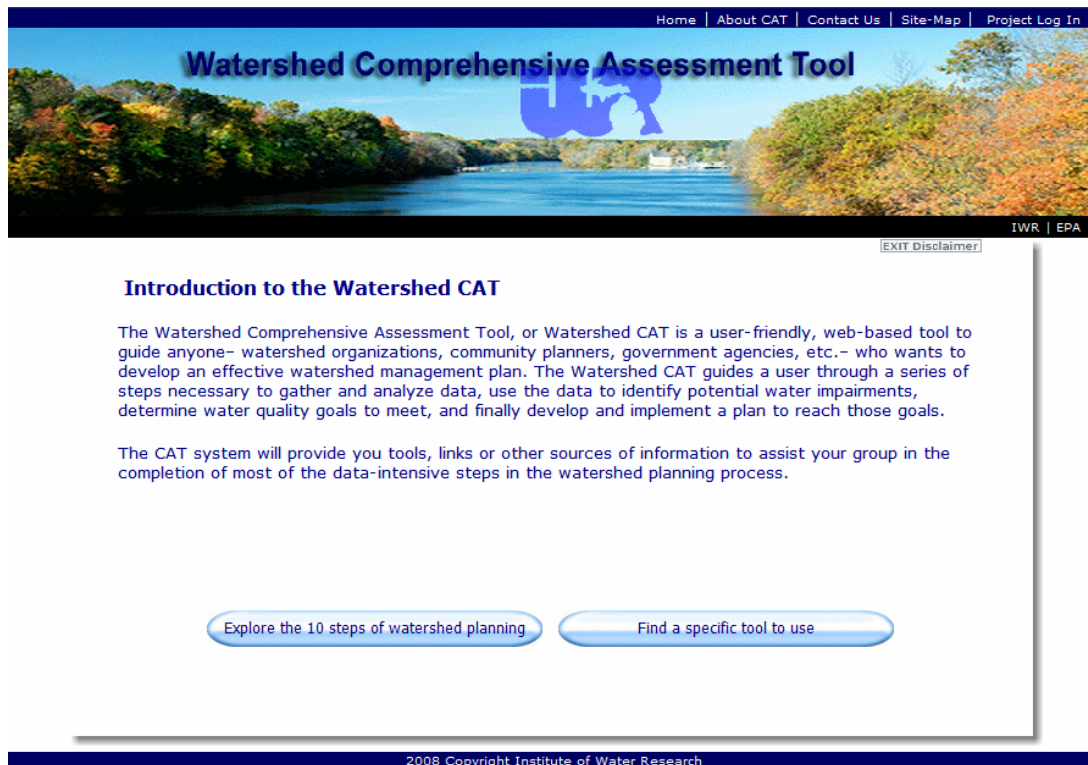 Home | About CAT | Contact Us | Site-Map | Project Log In
Watershed Comprehensive Assessment Tool
IWR
IWR | EPA
EXIT Disclaimer
Introduction to the Watershed CAT
The Watershed Comprehensive Assessment Tool, or Watershed CAT is a user-friendly, web-based tool to
guide anyone– watershed organizations, community planners, government agencies, etc.– who wants to
develop an effective watershed management plan. The Watershed CAT guides a user through a series of
steps necessary to gather and analyze data, use the data to identify potential water impairments,
determine water quality goals to meet, and finally develop and implement a plan to reach those goals.
The CAT system will provide you tools, links or other sources of information to assist your group in the
completion of most of the data-intensive steps in the watershed planning process.
Explore the 10 steps of watershed planning
Find a specific tool to use
2008 Copyright Institute of Water Research